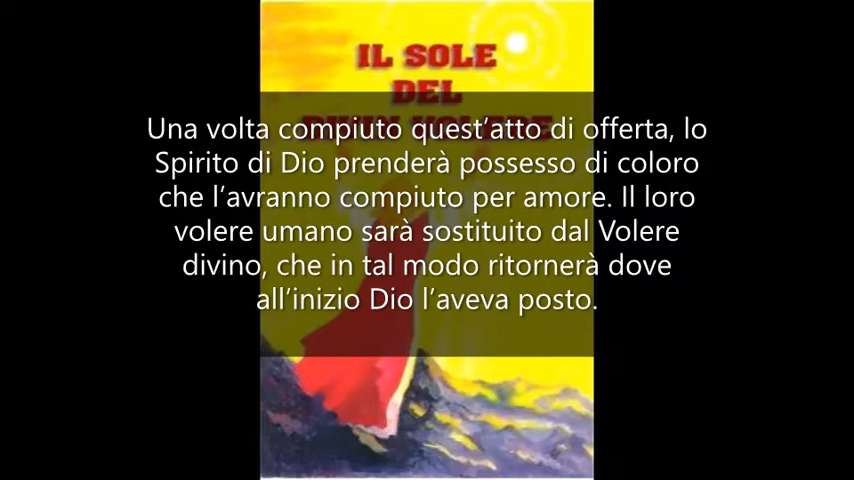 IL SOLE
DEL
Una volta compiuto quest’atto di offerta, lo
Spirito di Dio prenderà possesso di coloro
che l’avranno compiuto per amore. Il loro
volere umano sarà sostituito dal Volere
divino, che in tal modo ritornerà dove
all’inizio Dio l’aveva posto.